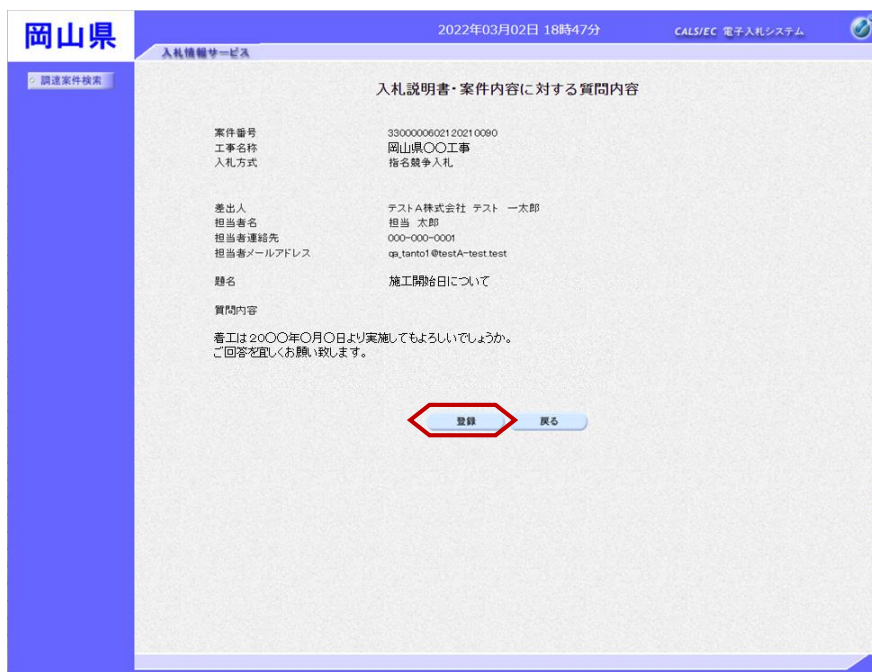 岡山県
2022年03月02日 18時47分
CALS/EC 電子入札システム
入札情報サービス
調達案件検索
入札説明書・案件内容に対する質問内容
案件番号 3300000602120210090
工事名称 岡山県〇〇工事
入札方式 指名競争入札
差出人 テストA株式会社 テスト 一太郎
担当者名 担当 太郎
担当者連絡先 000-000-0001
担当者メールアドレス qa_tanto1@testA-test.test
題名 施工開始日について
質問内容
着工は20〇〇年〇月〇日より実施してもよろしいでしょうか。
ご回答を宜しくお願い致します。
登録 戻る